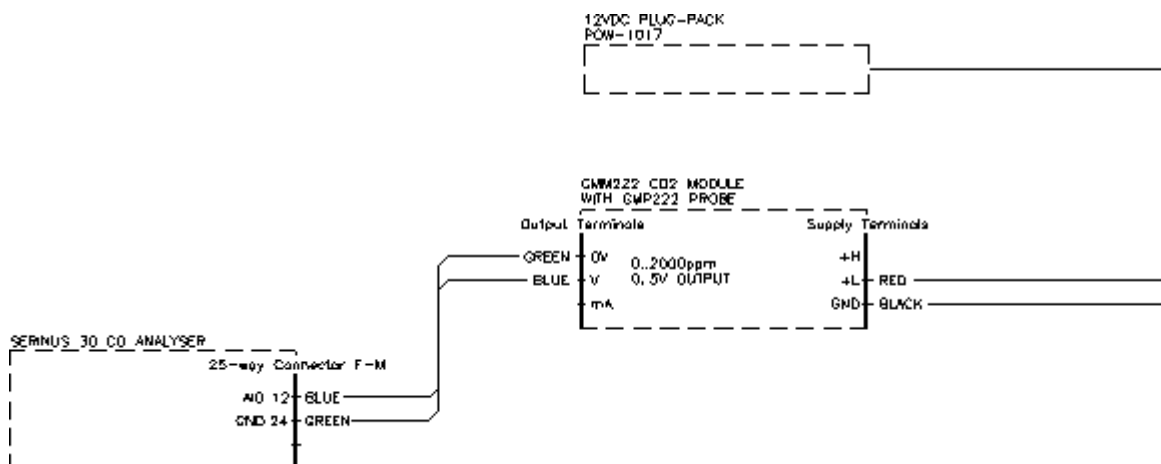 12VDC PLUG-PACK
POW-1017
GMM222 CO2 MODULE
WITH GMP222 PROBE
Output Terminals
Supply Terminals
GREEN
0V
0..2000ppm
+H
BLUE
V
0.5V OUTPUT
+L
RED
mA
GND
BLACK
SERINUS 30 CO ANALYSER
25-way Connector F-M
AIO 12
BLUE
GND 24
GREEN